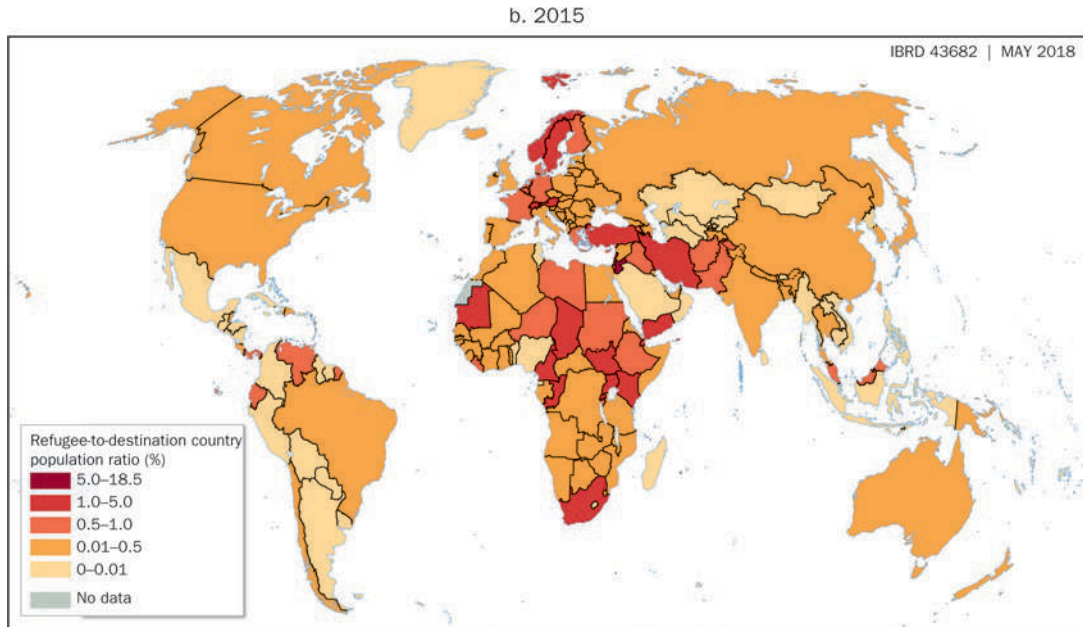 b. 2015
IBRD 43682 | MAY 2018
Refugee-to-destination country
population ratio (%)
5.0–18.5
1.0–5.0
0.5–1.0
0.01–0.5
0–0.01
No data